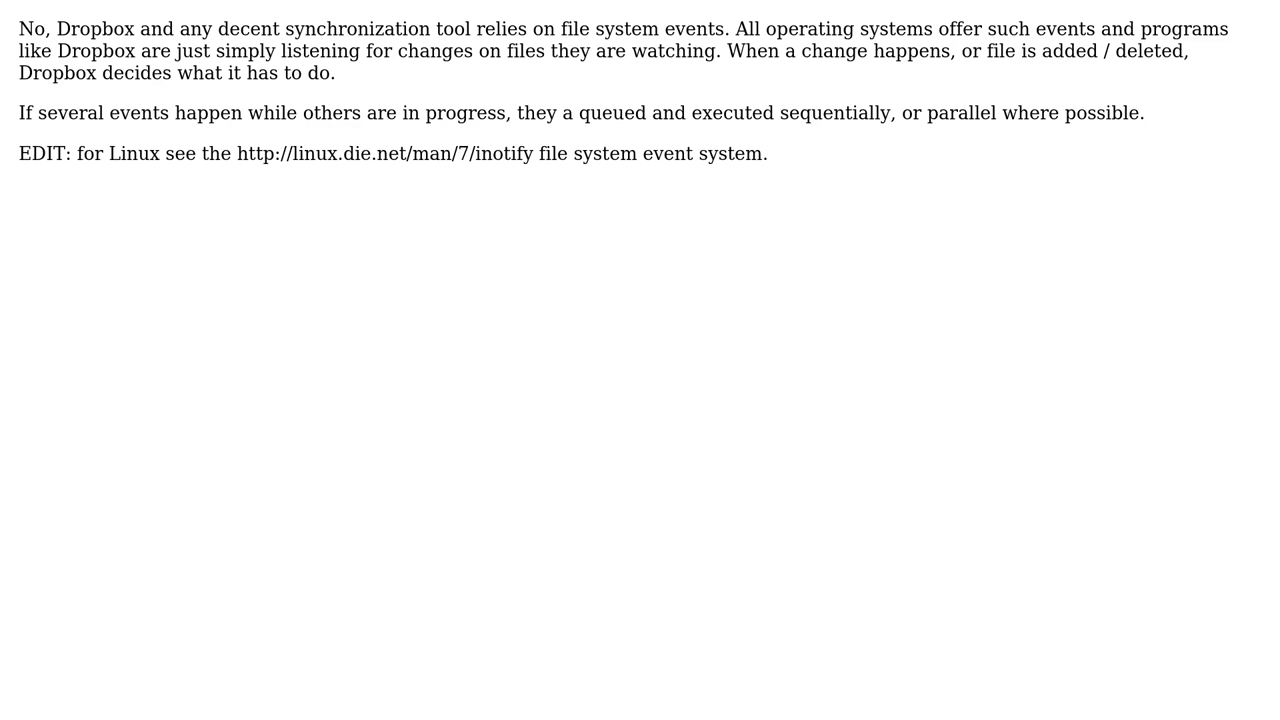 No, Dropbox and any decent synchronization tool relies on file system events. All operating systems offer such events and programs
like Dropbox are just simply listening for changes on files they are watching. When a change happens, or file is added / deleted,
Dropbox decides what it has to do.
If several events happen while others are in progress, they a queued and executed sequentially, or parallel where possible.
EDIT: for Linux see the http://linux.die.net/man/7/inotify file system event system.